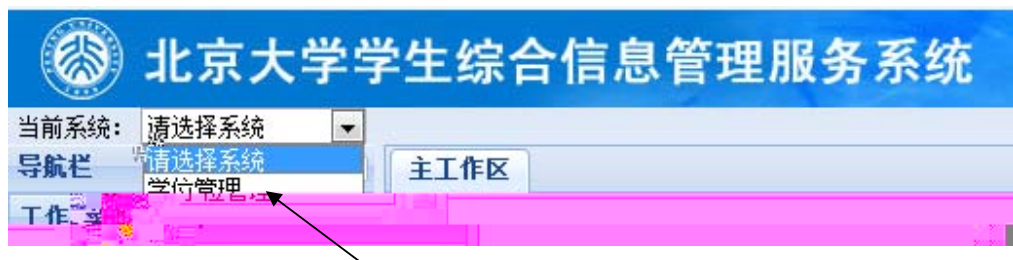 北京大学学生综合信息管理服务系统
当前系统: 请选择系统
导航栏 请选择系统 主工作区
学位管理
工作